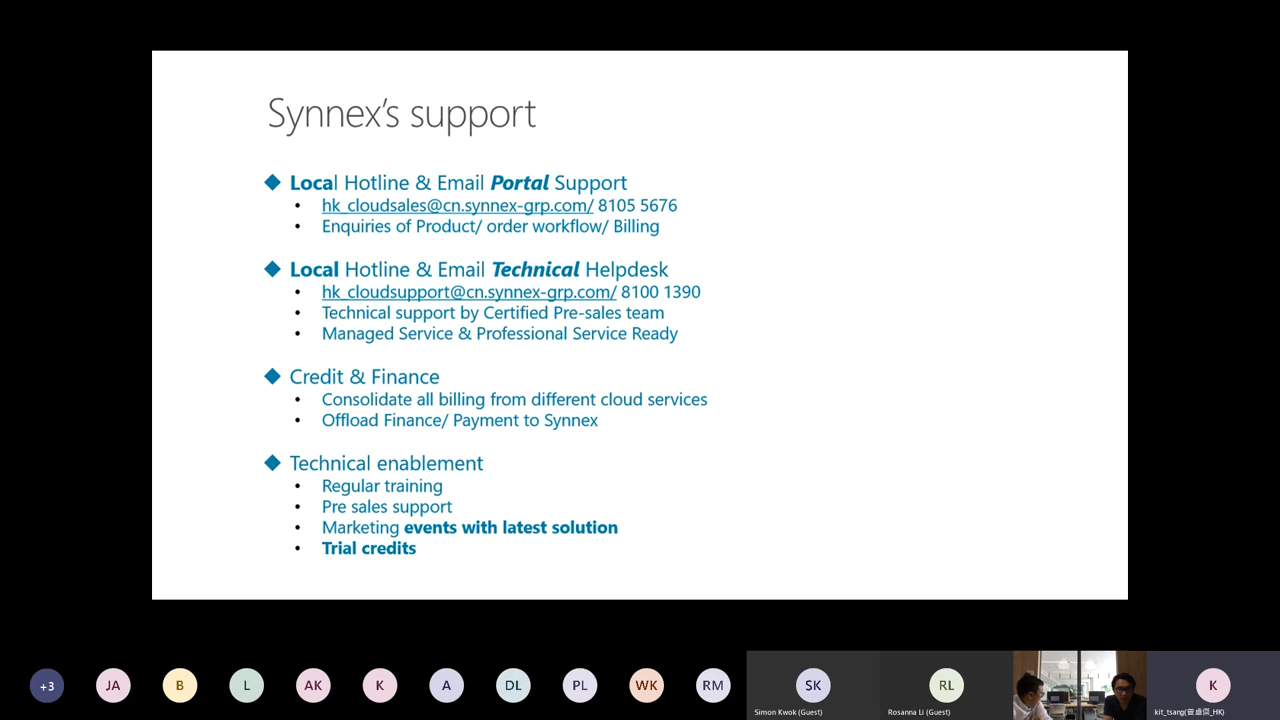 Synnex's support
Local Hotline & Email Portal Support
hk_cloudsales@cn.synnex-grp.com/ 8105 5676
Enquiries of Product/ order workflow/ Billing
Local Hotline & Email Technical Helpdesk
hk_cloudsupport@cn.synnex-grp.com/ 8100 1390
Technical support by Certified Pre-sales team
Managed Service & Professional Service Ready
Credit & Finance
Consolidate all billing from different cloud services
Offload Finance/ Payment to Synnex
Technical enablement
Regular training
Pre sales support
Marketing events with latest solution
Trial credits
+3 JA B L AK K A DL PL WK RM SK RL K
Simon Kwok (Guest) Rosanna Li (Guest) kit_tsang(曾卓傑_HK)